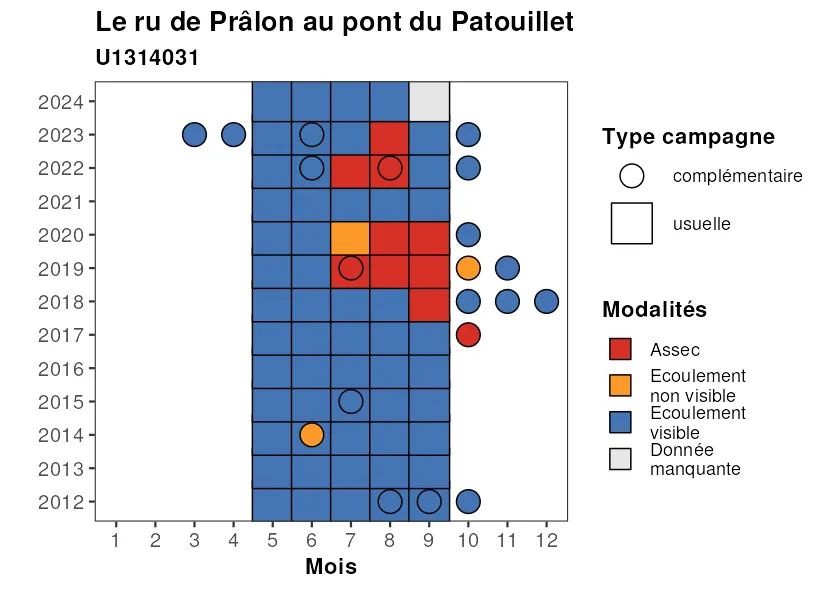 Le ru de Prâlon au pont du Patouillet
U1314031
2024
2023
2022
2021
2020
2019
2018
2017
2016
2015
2014
2013
2012
1 2 3 4 5 6 7 8 9 10 11 12
Mois
Type campagne
complémentaire
usuelle
Modalités
Assec
Ecoulement
non visible
Ecoulement
visible
Donnée
manquante